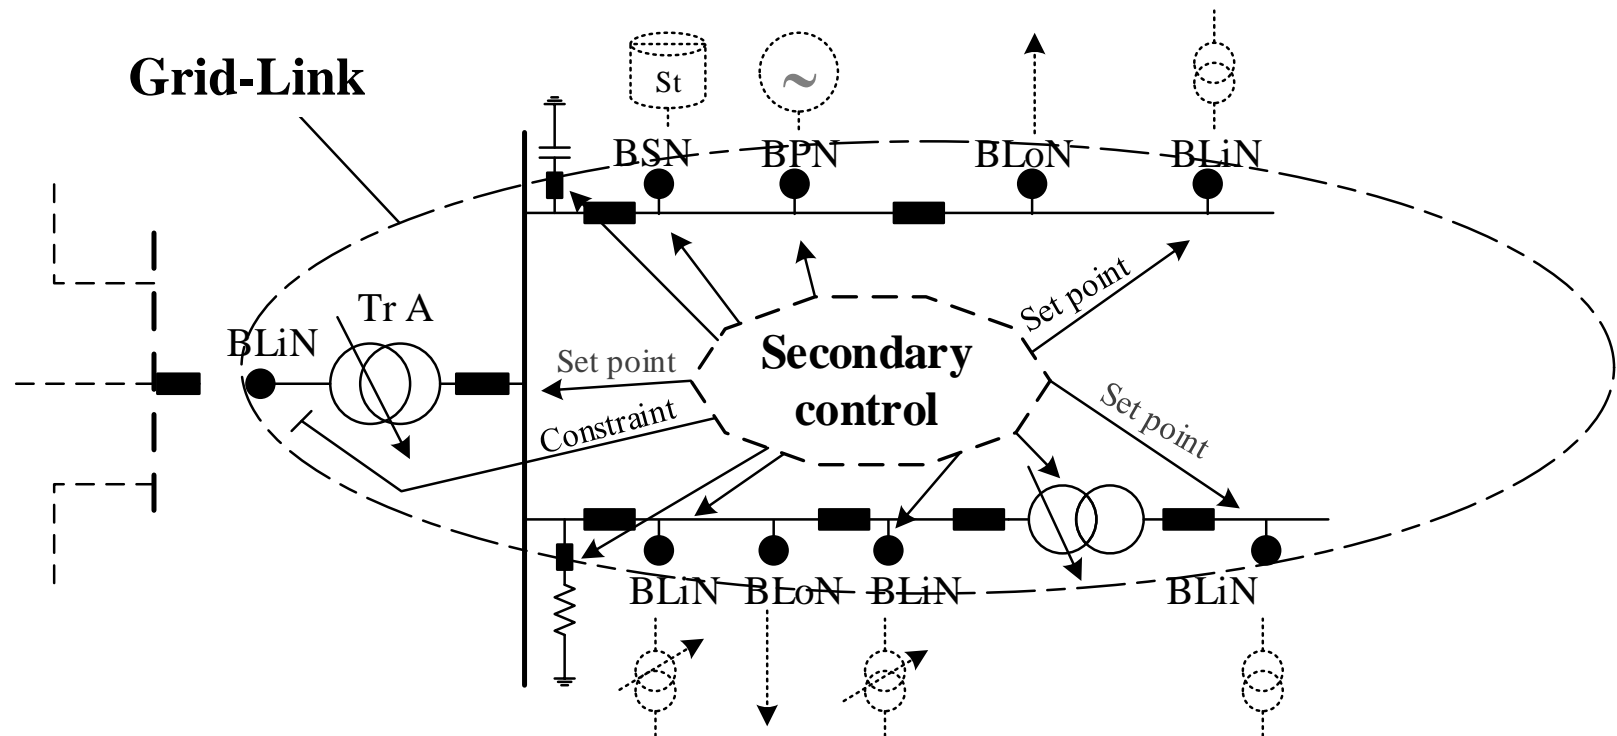 Grid-Link
St
~
BSN
BPN
BLoN
BLiN
Tr A
BLiN
Set point
Set point
Secondary
control
Set point
Constraint
BLiN
BLoN
BLiN
BLiN